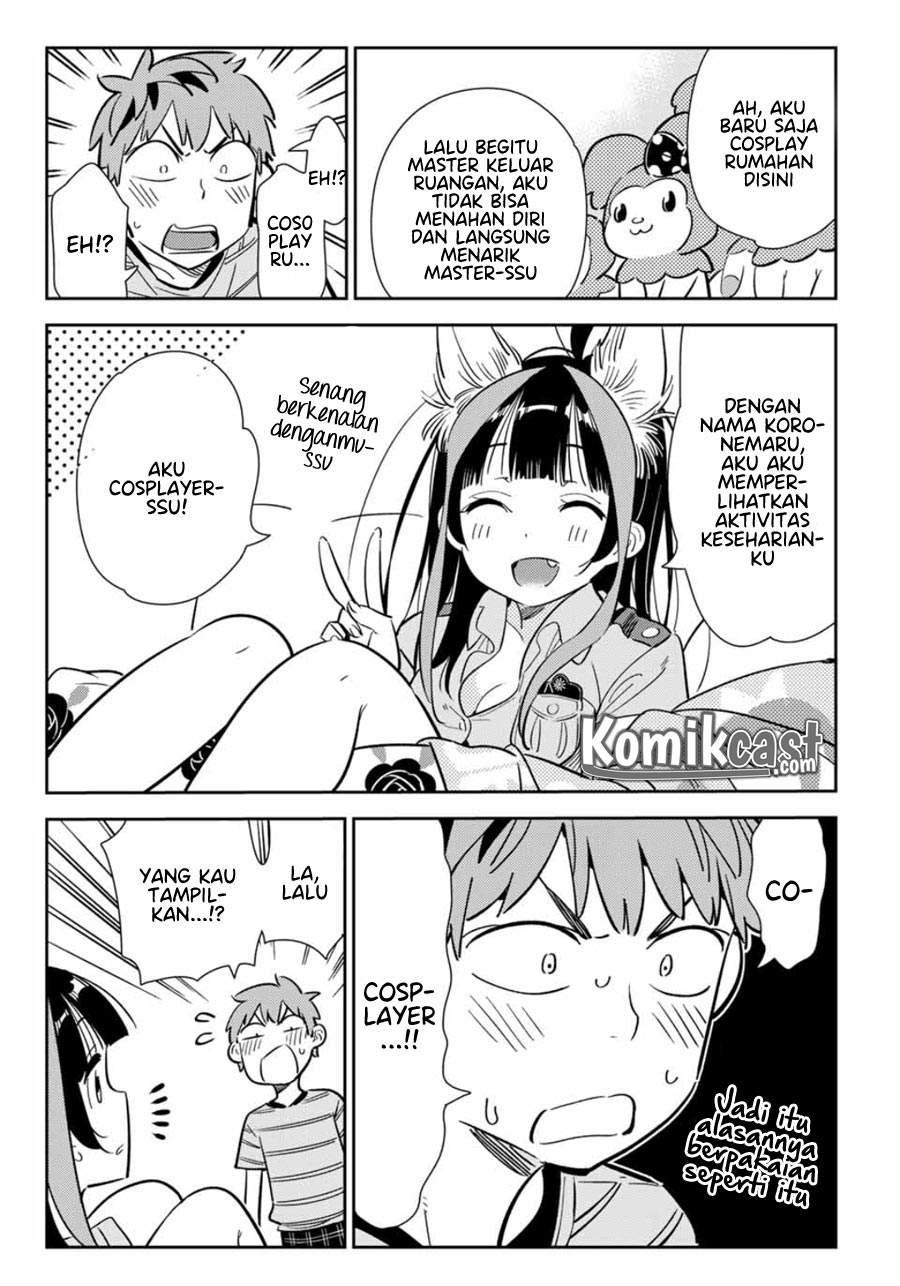 AH, AKU
BARU SAJA
COSPLAY
RUMAHAN
DISINI
LALU BEGITU
MASTER KELUAR
RUANGAN, AKU
TIDAK BISA
MENAHAN DIRI
DAN LANGSUNG
MENARIK
MASTER-SSU
EH!?
COSO
PLAY
RU...
EH!?
DENGAN
NAMA KORO-
NEMARU,
AKU AKU
MEMPER-
LIHATKAN
AKTIVITAS
KESEHARIAN-
KU
Senang
berkenalan
denganmu-
ssu
AKU
COSPLAYER-
SSU!
Komikcast
.com
CO-
COSP-
LAYER
...!!
Jadi itu
alasannya
berpakaian
seperti itu
LA,
LALU
YANG KAU
TAMPIL-
KAN...!?